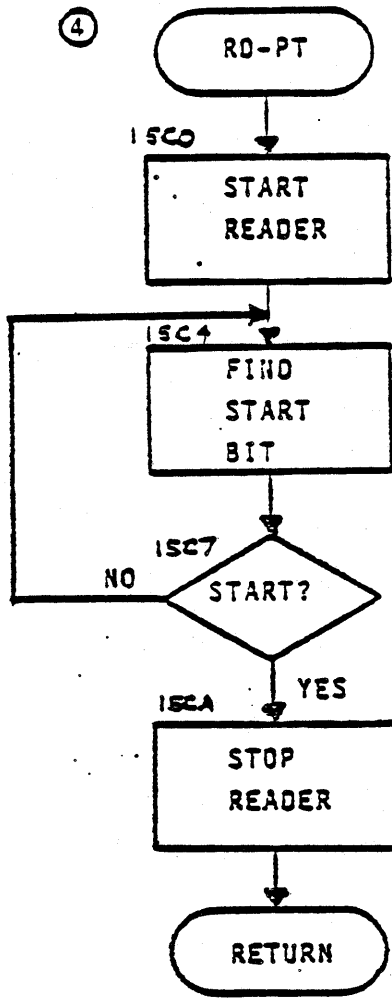 4
RD-PT
15C0
START
READER
15C4
FIND
START
BIT
15C7
NO
START?
YES
15CA
STOP
READER
RETURN